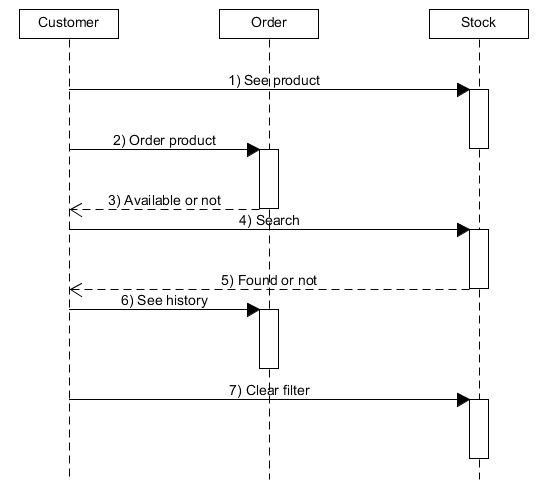 Customer
Order
Stock
1) See product
2) Order product
3) Available or not
4) Search
5) Found or not
6) See history
7) Clear filter